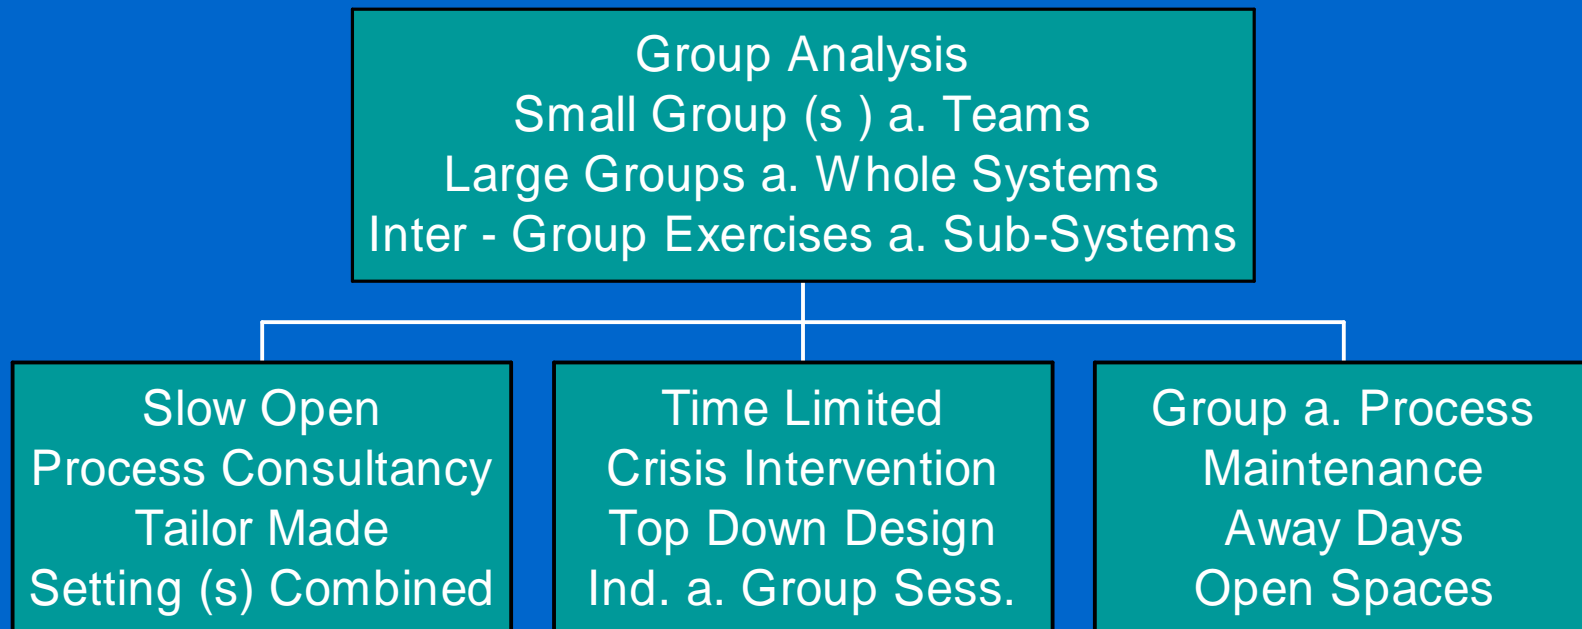 Group Analysis
Small Group (s ) a. Teams
Large Groups a. Whole Systems
Inter - Group Exercises a. Sub-Systems
Slow Open
Process Consultancy
Tailor Made
Setting (s) Combined
Time Limited
Crisis Intervention
Top Down Design
Ind. a. Group Sess.
Group a. Process
Maintenance
Away Days
Open Spaces